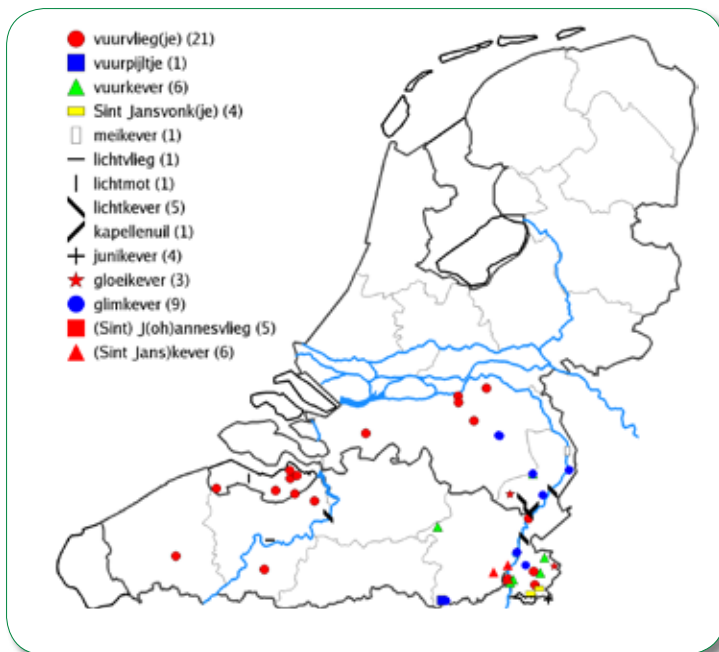 vuurvlieg(je) (21)
vuurpijltje (1)
vuurkever (6)
Sint Jansvonk(je) (4)
meikever (1)
lichtvlieg (1)
lichtmot (1)
lichtkever (5)
kapellenuil (1)
junikever (4)
gloeikever (3)
glimkever (9)
(Sint) J(oh)annesvlieg (5)
(Sint Jans)kever (6)